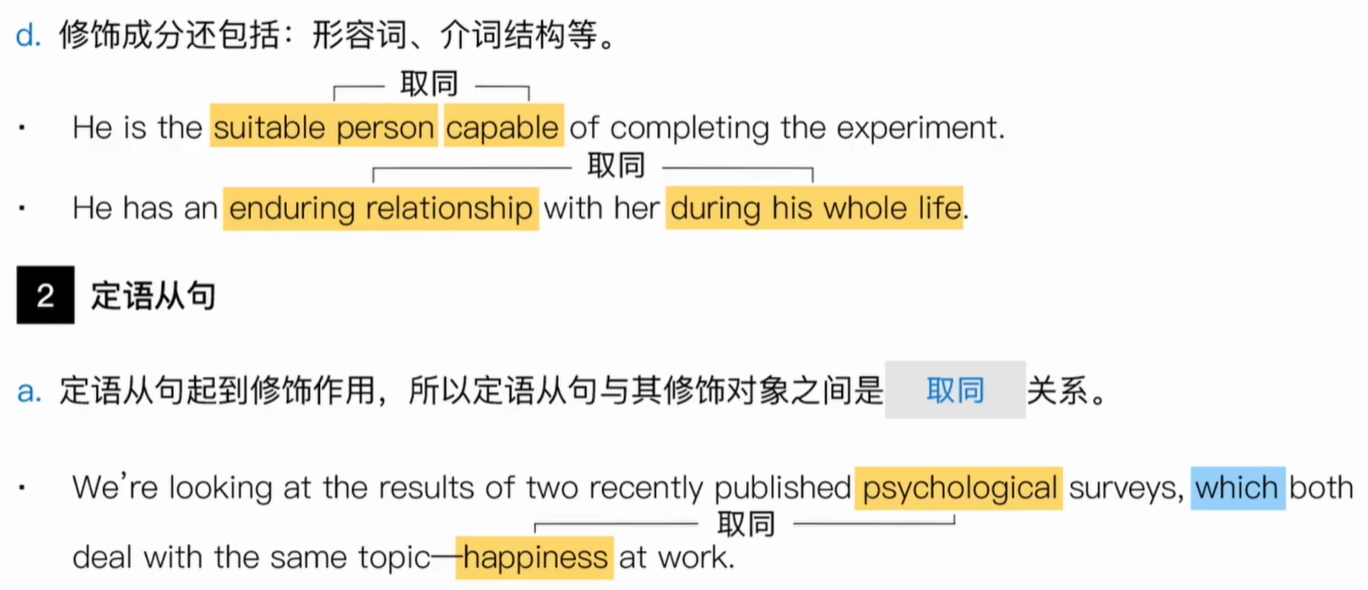 d. 修饰成分还包括：形容词、介词结构等。
取同
· He is the suitable person capable of completing the experiment.
取同
· He has an enduring relationship with her during his whole life.
2 定语从句
a. 定语从句起到修饰作用，所以定语从句与其修饰对象之间是 取同 关系。
· We’re looking at the results of two recently published psychological surveys, which both
取同
deal with the same topic—happiness at work.